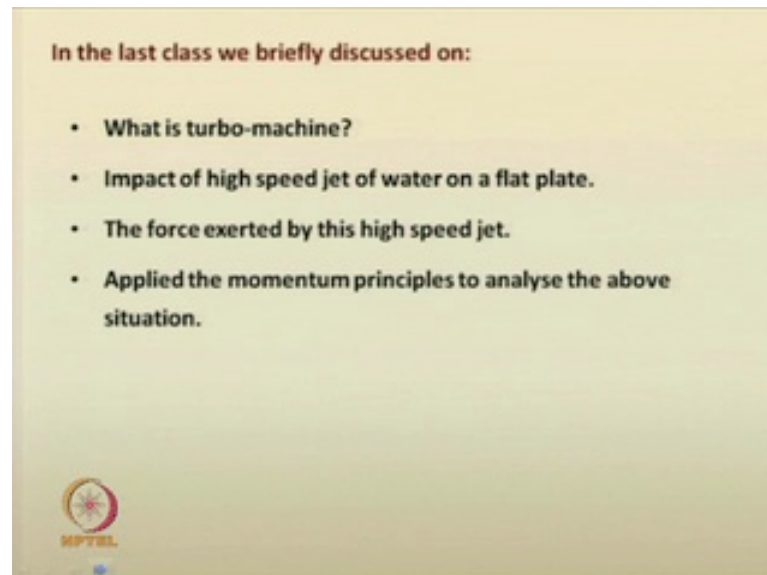 In the last class we briefly discussed on:
• What is turbo-machine?
• Impact of high speed jet of water on a flat plate.
• The force exerted by this high speed jet.
• Applied the momentum principles to analyse the above
situation.
NPTEL